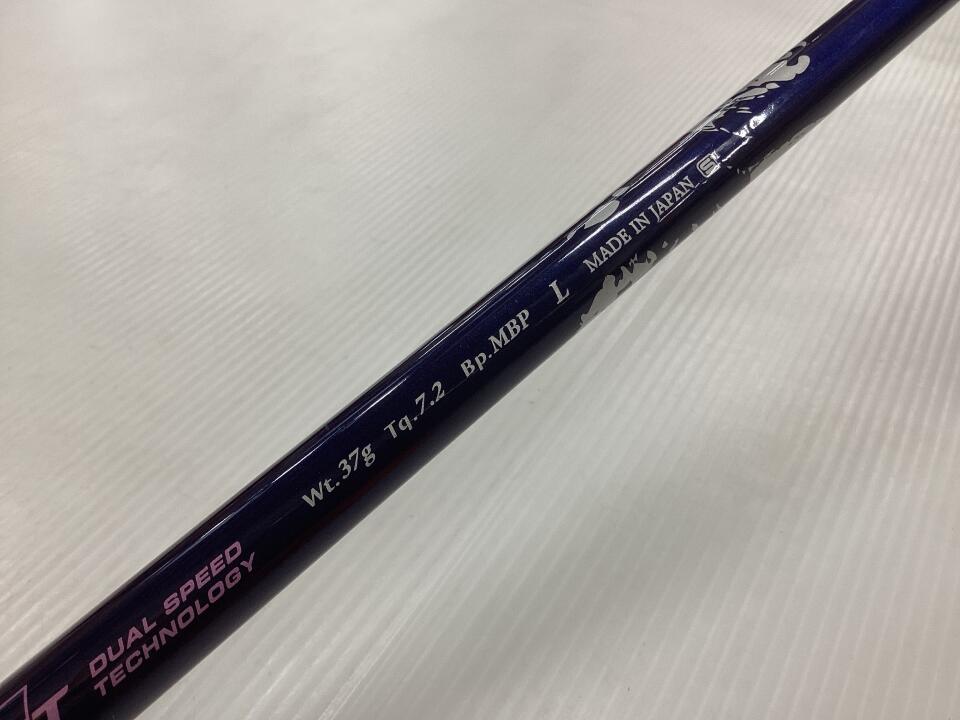 T DUAL SPEED
TECHNOLOGY
Wt.37g Tq.7.2 Bp.MBP L MADE IN JAPAN S